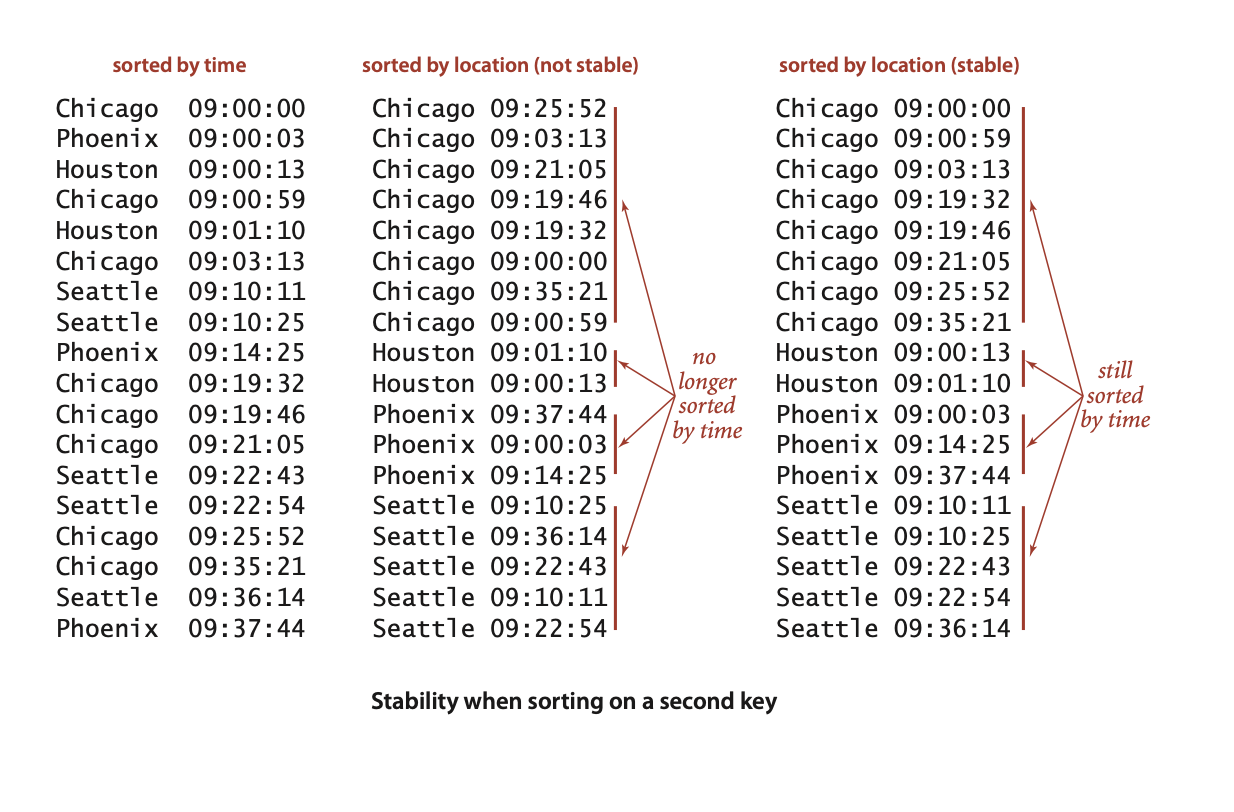 sorted by time
Chicago 09:00:00
Phoenix 09:00:03
Houston 09:00:13
Chicago 09:00:59
Houston 09:01:10
Chicago 09:03:13
Seattle 09:10:11
Seattle 09:10:25
Phoenix 09:14:25
Chicago 09:19:32
Chicago 09:19:46
Chicago 09:21:05
Seattle 09:22:43
Seattle 09:22:54
Chicago 09:25:52
Chicago 09:35:21
Seattle 09:36:14
Phoenix 09:37:44
sorted by location (not stable)
Chicago 09:25:52
Chicago 09:03:13
Chicago 09:21:05
Chicago 09:19:46
Chicago 09:19:32
Chicago 09:00:00
Chicago 09:35:21
Chicago 09:00:59
Houston 09:01:10
Houston 09:00:13
Phoenix 09:37:44
Phoenix 09:00:03
Phoenix 09:14:25
Seattle 09:10:25
Seattle 09:36:14
Seattle 09:22:43
Seattle 09:10:11
Seattle 09:22:54
no
longer
sorted
by time
sorted by location (stable)
Chicago 09:00:00
Chicago 09:00:59
Chicago 09:03:13
Chicago 09:19:32
Chicago 09:19:46
Chicago 09:21:05
Chicago 09:25:52
Chicago 09:35:21
Houston 09:00:13
Houston 09:01:10
Phoenix 09:00:03
Phoenix 09:14:25
Phoenix 09:37:44
Seattle 09:10:11
Seattle 09:10:25
Seattle 09:22:43
Seattle 09:22:54
Seattle 09:36:14
still
sorted
by time
Stability when sorting on a second key